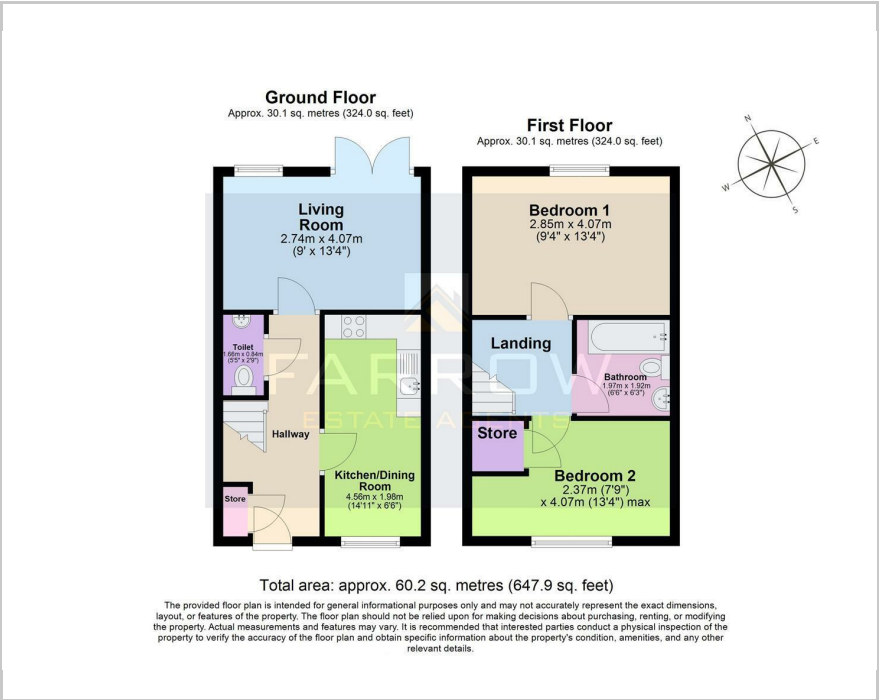 Ground Floor
Approx. 30.1 sq. metres (324.0 sq. feet)
Living
Room
2.74m x 4.07m
(9' x 13'4")
Toilet
1.66m x 0.84m
(5'5" x 2'9")
Hallway
Kitchen/Dining
Room
4.56m x 1.98m
(14'11" x 6'6")
Store
First Floor
Approx. 30.1 sq. metres (324.0 sq. feet)
Bedroom 1
2.85m x 4.07m
(9'4" x 13'4")
Landing
Bathroom
1.97m x 1.92m
(6'6" x 6'3")
Store
Bedroom 2
2.37m (7'9")
x 4.07m (13'4") max
N
E
W
S
FARROW
ESTATE AGENTS
Total area: approx. 60.2 sq. metres (647.9 sq. feet)
The provided floor plan is intended for general informational purposes only and may not accurately represent the exact dimensions,
layout, or features of the property. The floor plan should not be relied upon for making decisions about purchasing, renting, or modifying
the property. Actual measurements and features may vary. It is recommended that interested parties conduct a physical inspection of the
property to verify the accuracy of the floor plan and obtain specific information about the property's condition, amenities, and any other
relevant details.